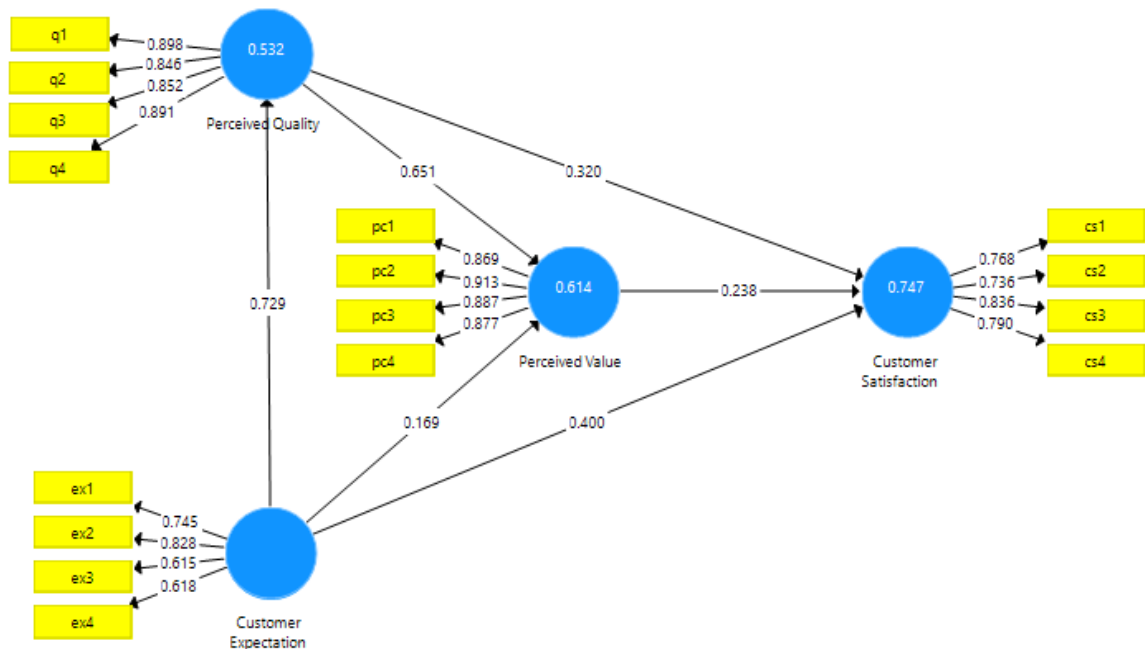 q1
q2
q3
q4
0.898
0.846
0.852
0.891
0.532
Perceived Quality
0.651
0.320
0.729
pc1
pc2
pc3
pc4
0.869
0.913
0.887
0.877
0.614
Perceived Value
0.238
0.747
Customer
Satisfaction
0.768
0.736
0.836
0.790
cs1
cs2
cs3
cs4
0.169
0.400
ex1
ex2
ex3
ex4
0.745
0.828
0.615
0.618
Customer
Expectation